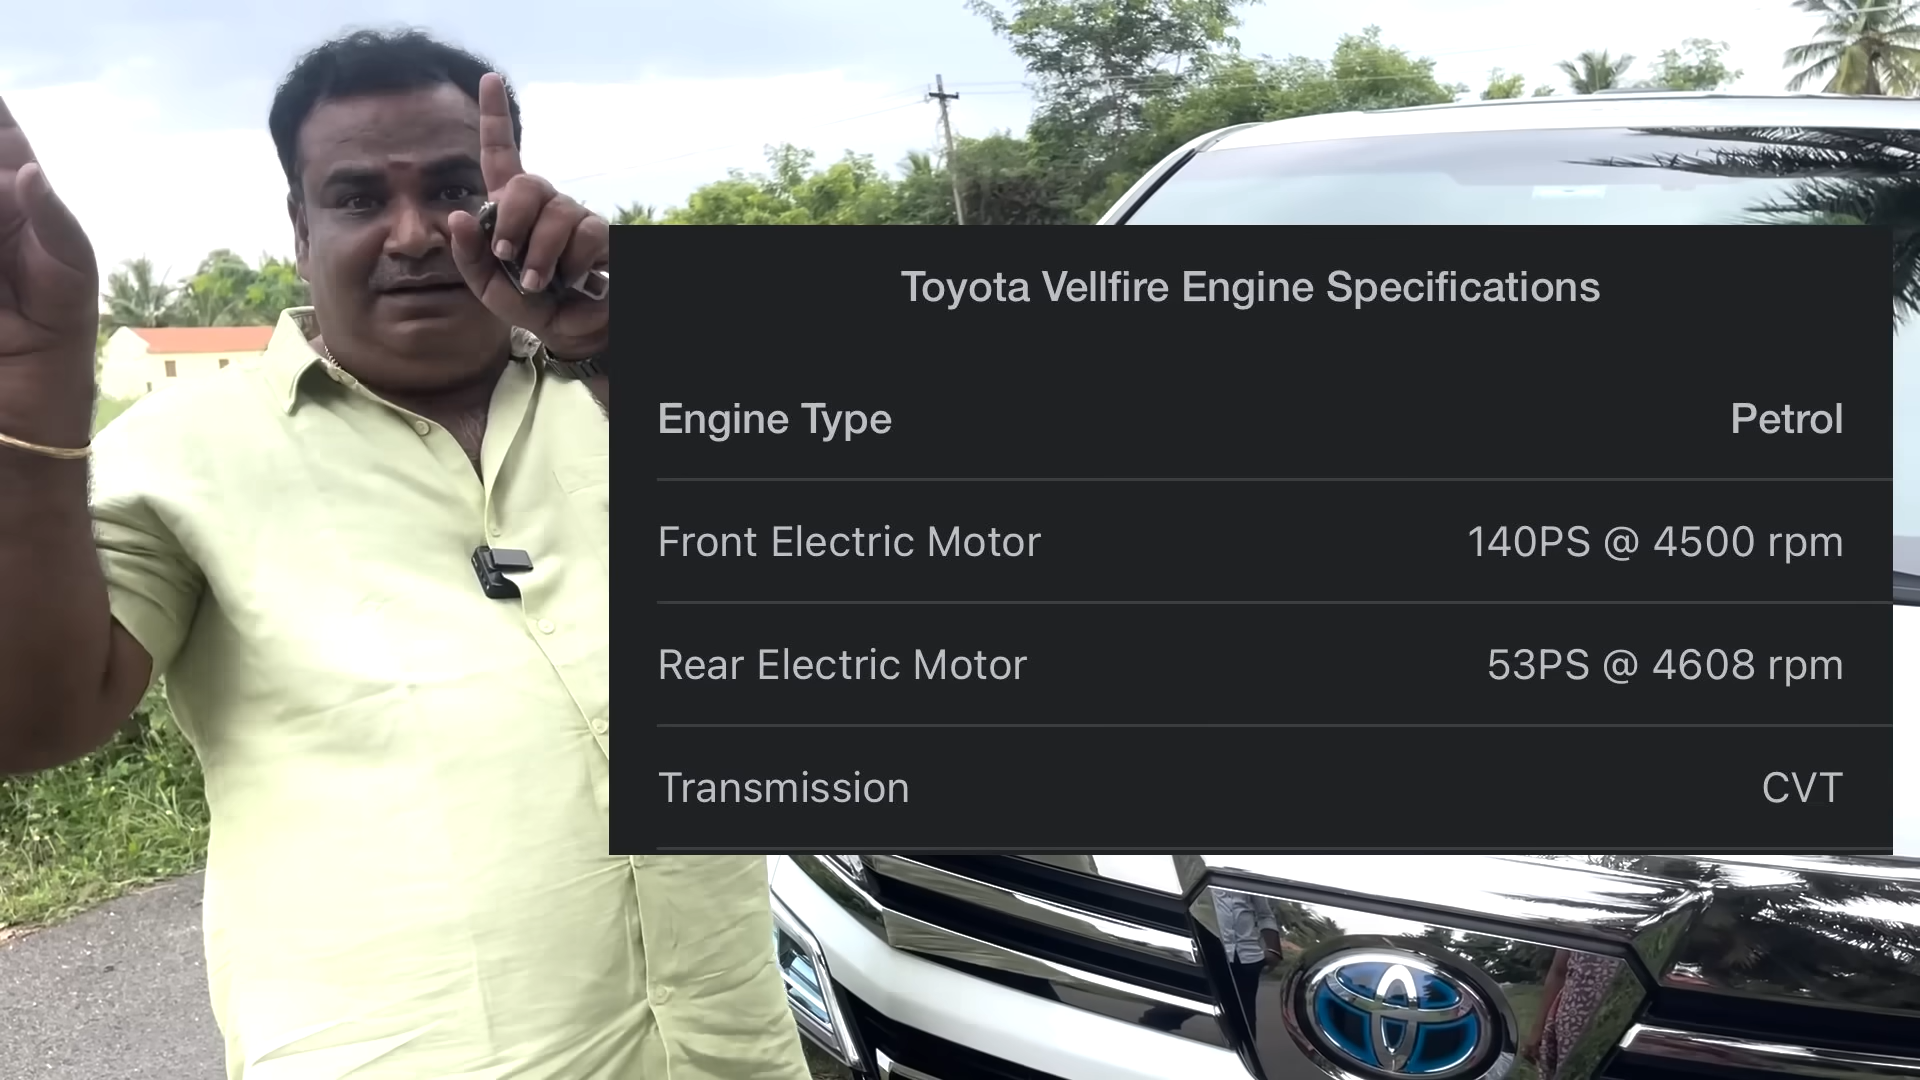 Toyota Vellfire Engine Specifications
Engine Type Petrol
Front Electric Motor 140PS @ 4500 rpm
Rear Electric Motor 53PS @ 4608 rpm
Transmission CVT